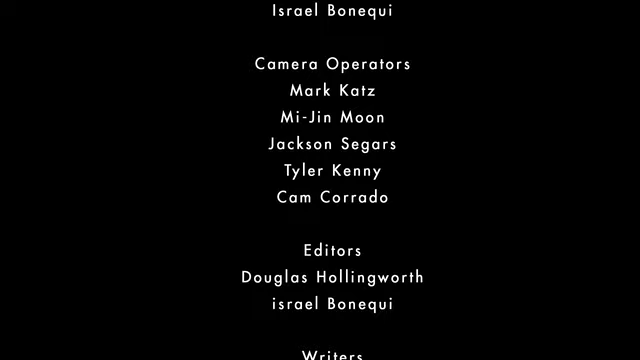 Israel Bonequi
Camera Operators
Mark Katz
Mi-Jin Moon
Jackson Segars
Tyler Kenny
Cam Corrado
Editors
Douglas Hollingworth
israel Bonequi
Writers